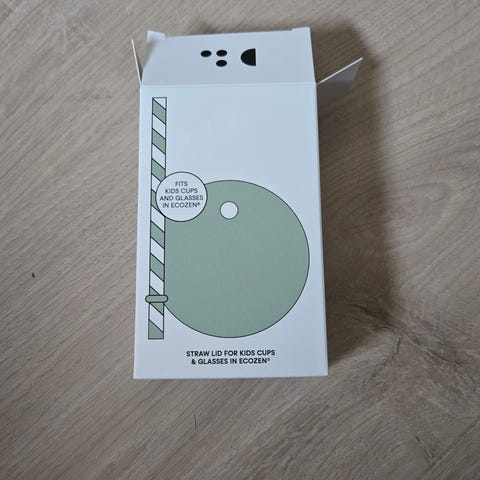 FITS
KIDS CUPS
AND GLASSES
IN ECOZEN®
STRAW LID FOR KIDS CUPS
& GLASSES IN ECOZEN®